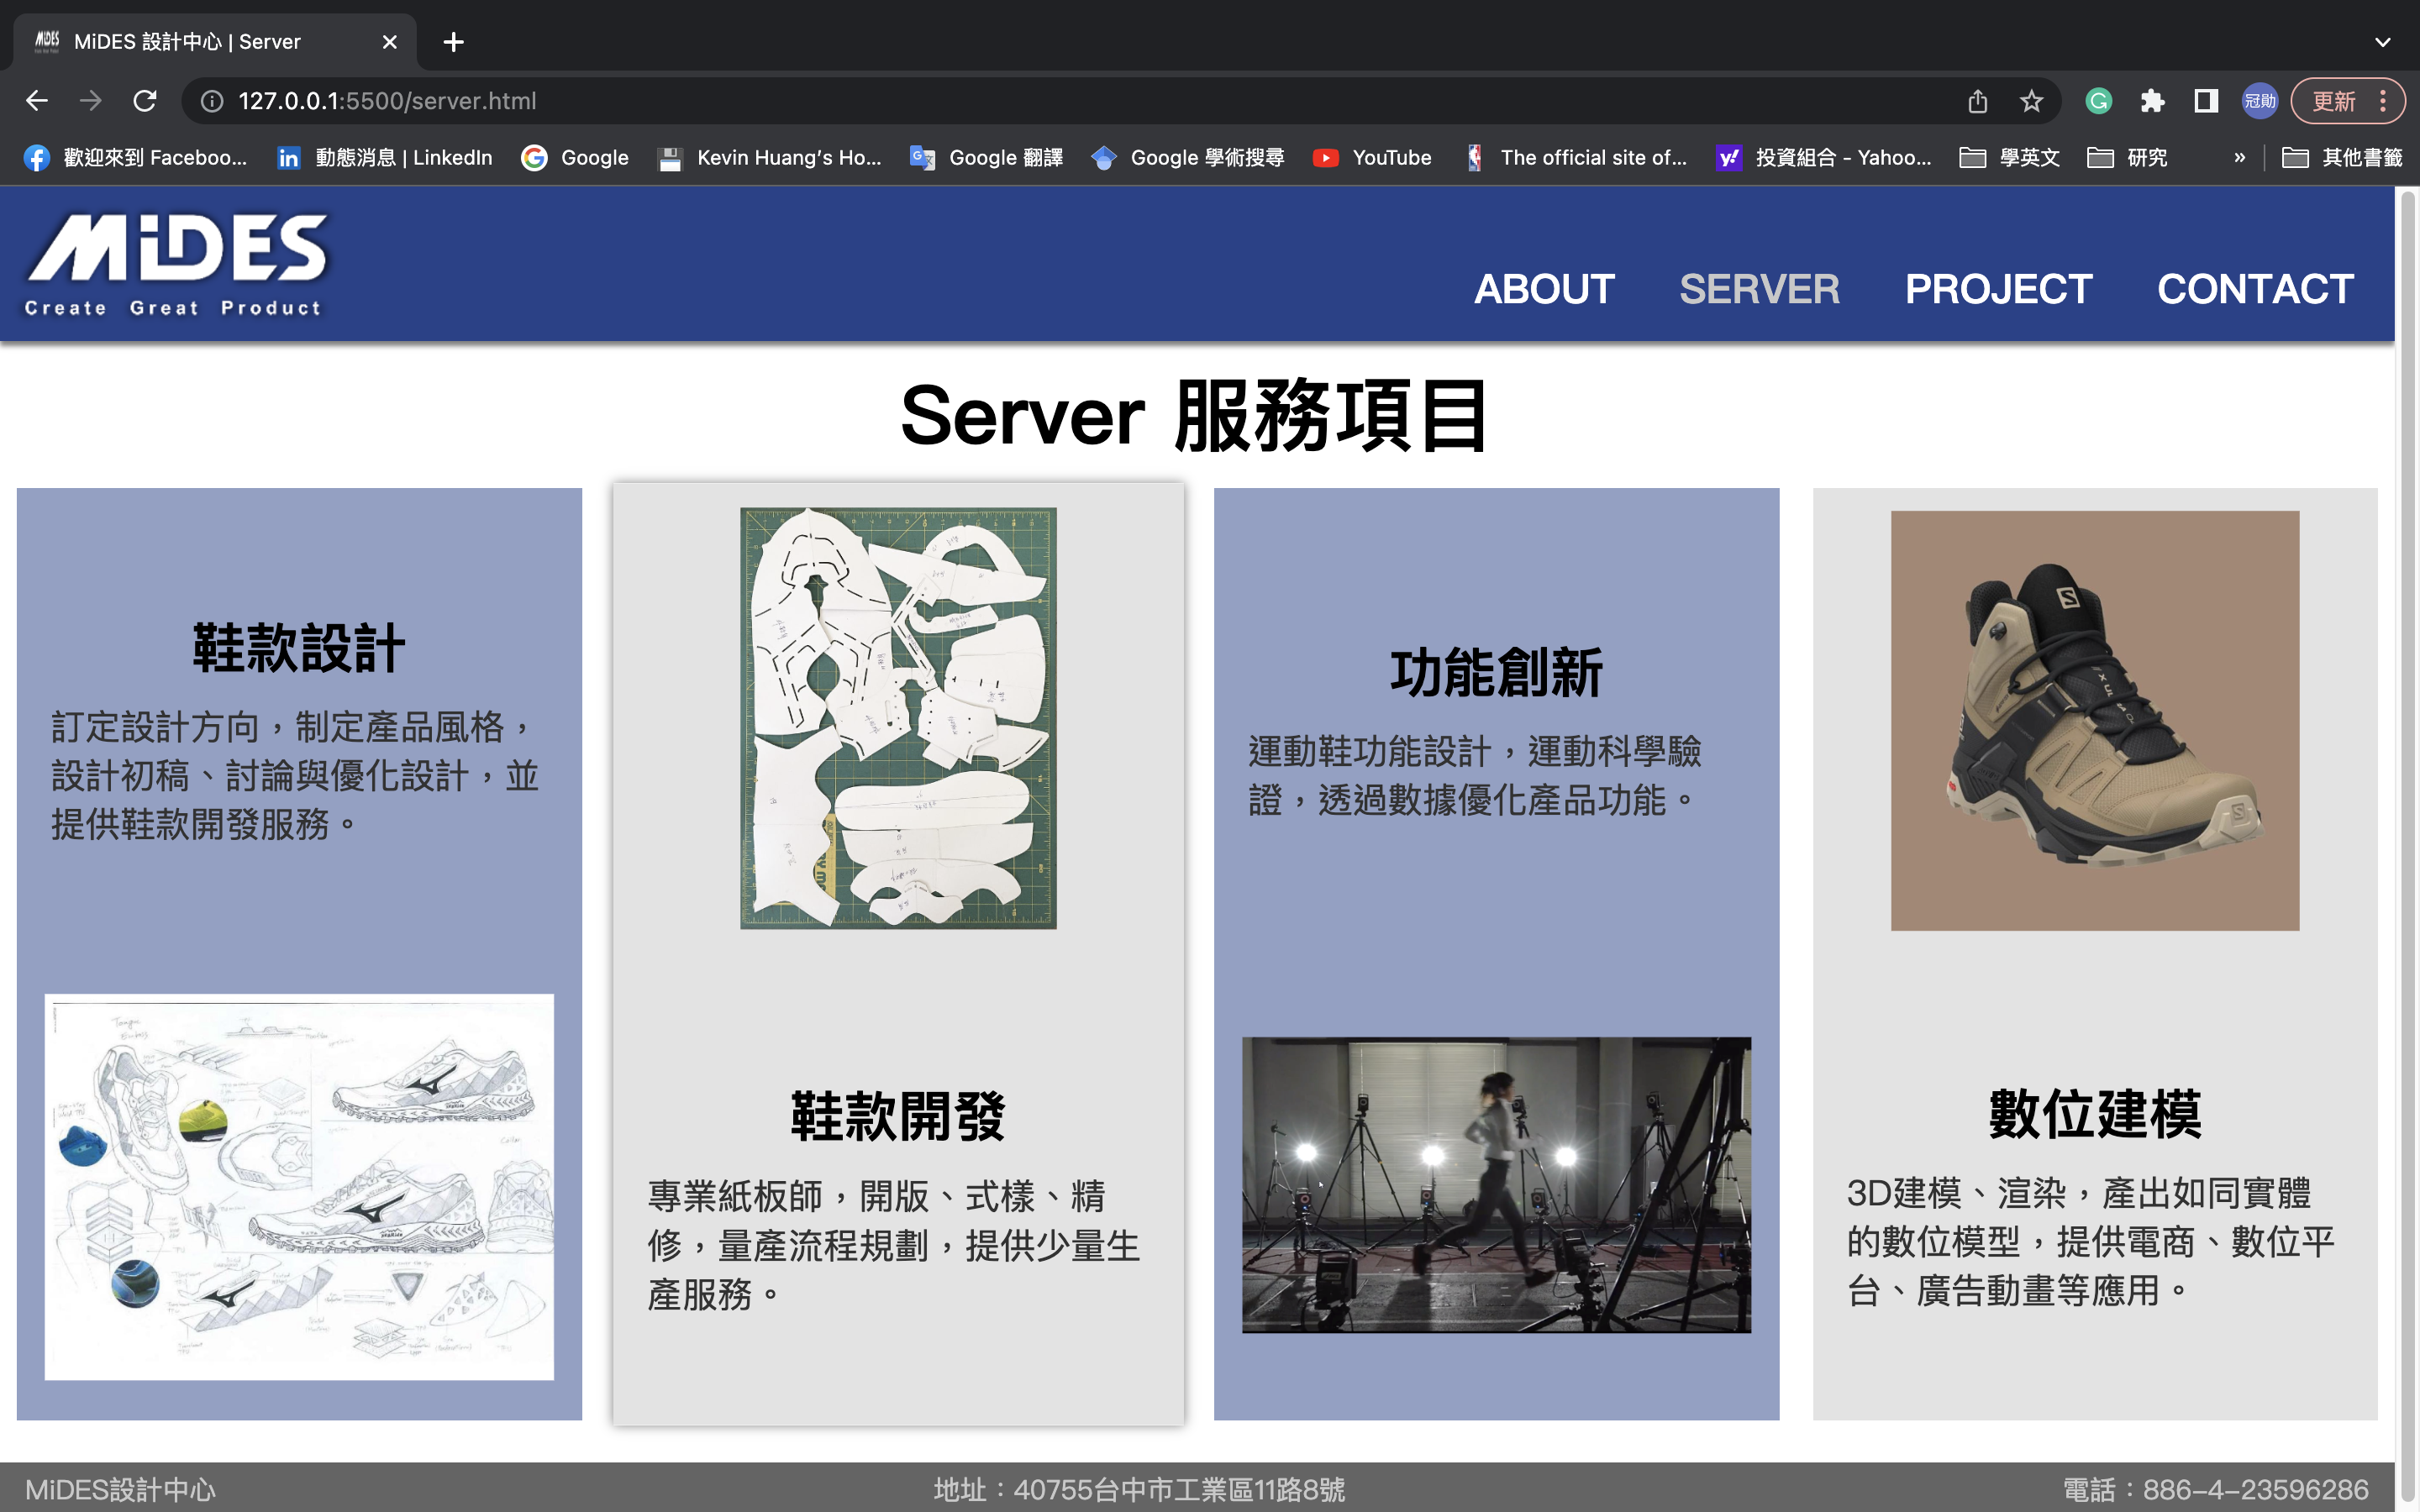 MiDES 設計中心 | Server
127.0.0.1:5500/server.html
冠勛
更新
歡迎來到 Faceboo...
動態消息 | LinkedIn
Google
Kevin Huang's Ho...
Google 翻譯
Google 學術搜尋
YouTube
The official site of...
投資組合 - Yahoo...
學英文
研究
»
其他書籤
MiDES
Create Great Product
ABOUT
SERVER
PROJECT
CONTACT
Server 服務項目
鞋款設計
訂定設計方向，制定產品風格，
設計初稿、討論與優化設計，並
提供鞋款開發服務。
鞋款開發
專業紙板師，開版、式樣、精
修，量產流程規劃，提供少量生
產服務。
功能創新
運動鞋功能設計，運動科學驗
證，透過數據優化產品功能。
數位建模
3D建模、渲染，產出如同實體
的數位模型，提供電商、數位平
台、廣告動畫等應用。
MiDES設計中心
地址：40755台中市工業區11路8號
電話：886-4-23596286